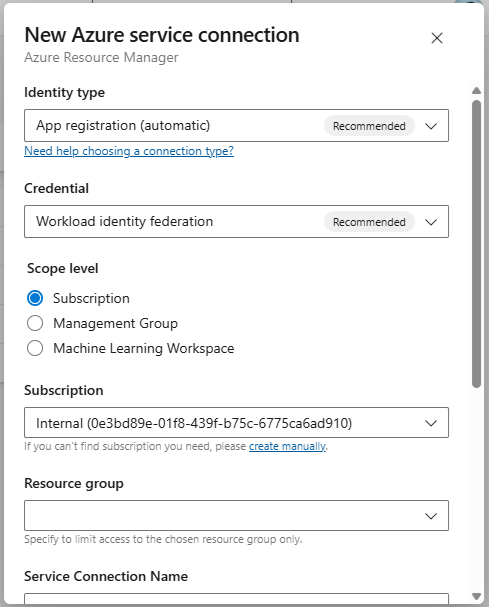 New Azure service connection
Azure Resource Manager
Identity type
App registration (automatic) Recommended
Need help choosing a connection type?
Credential
Workload identity federation Recommended
Scope level
Subscription
Management Group
Machine Learning Workspace
Subscription
Internal (0e3bd89e-01f8-439f-b75c-6775ca6ad910)
If you can't find subscription you need, please create manually.
Resource group
Specify to limit access to the chosen resource group only.
Service Connection Name